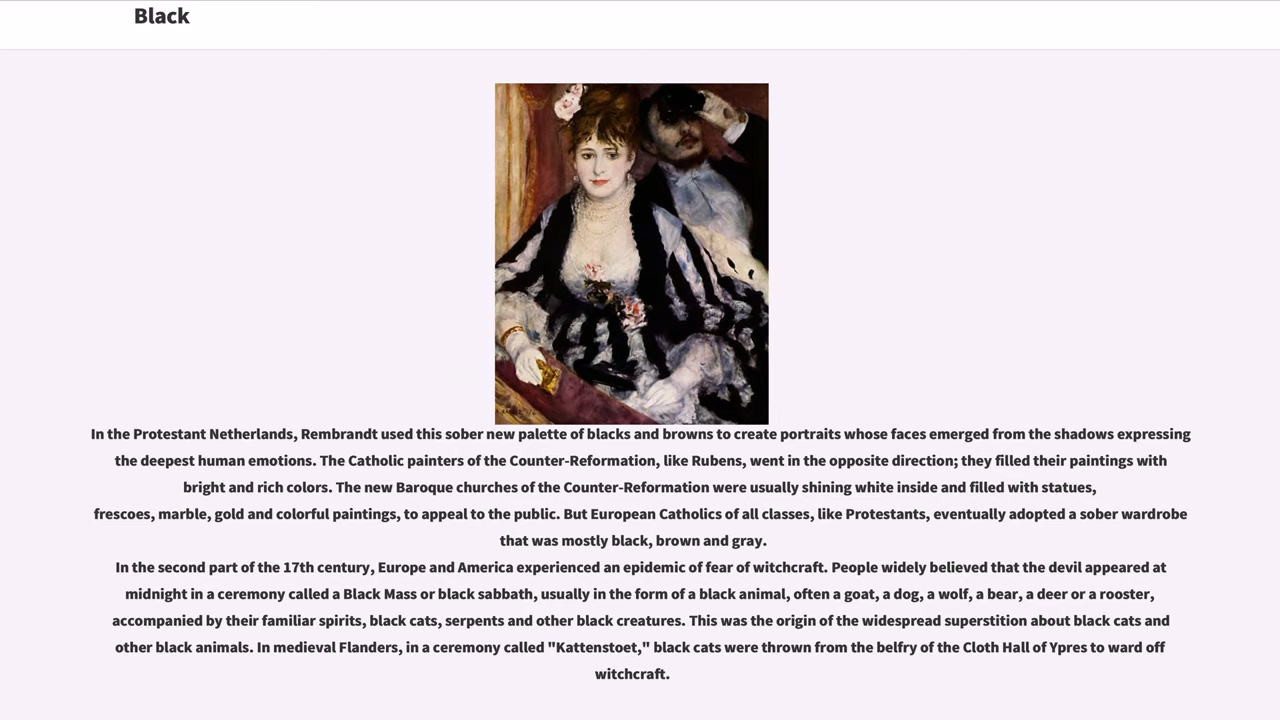 Black
In the Protestant Netherlands, Rembrandt used this sober new palette of blacks and browns to create portraits whose faces emerged from the shadows expressing
the deepest human emotions. The Catholic painters of the Counter-Reformation, like Rubens, went in the opposite direction; they filled their paintings with
bright and rich colors. The new Baroque churches of the Counter-Reformation were usually shining white inside and filled with statues,
frescoes, marble, gold and colorful paintings, to appeal to the public. But European Catholics of all classes, like Protestants, eventually adopted a sober wardrobe
that was mostly black, brown and gray.
In the second part of the 17th century, Europe and America experienced an epidemic of fear of witchcraft. People widely believed that the devil appeared at
midnight in a ceremony called a Black Mass or black sabbath, usually in the form of a black animal, often a goat, a dog, a wolf, a bear, a deer or a rooster,
accompanied by their familiar spirits, black cats, serpents and other black creatures. This was the origin of the widespread superstition about black cats and
other black animals. In medieval Flanders, in a ceremony called "Kattenstoet," black cats were thrown from the belfry of the Cloth Hall of Ypres to ward off
witchcraft.